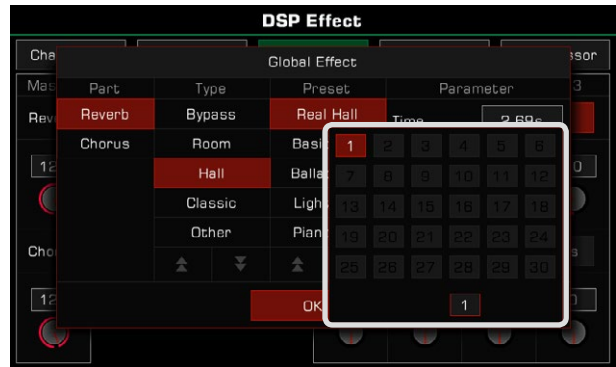 DSP Effect
Cha
ssor
Global Effect
Mas
Part Type Preset Parameter
3
Reve
Reverb Bypass Real Hall Time 2.69s
Chorus Room Basi
1 2 3 4 5 6
12
Hall Ballad
0
7 8 9 10 11 12
Classic Ligh
13 14 15 16 17 18
Other Pian
19 20 21 22 23 24
Cho
s
25 26 27 28 29 30
12
OK
1
0